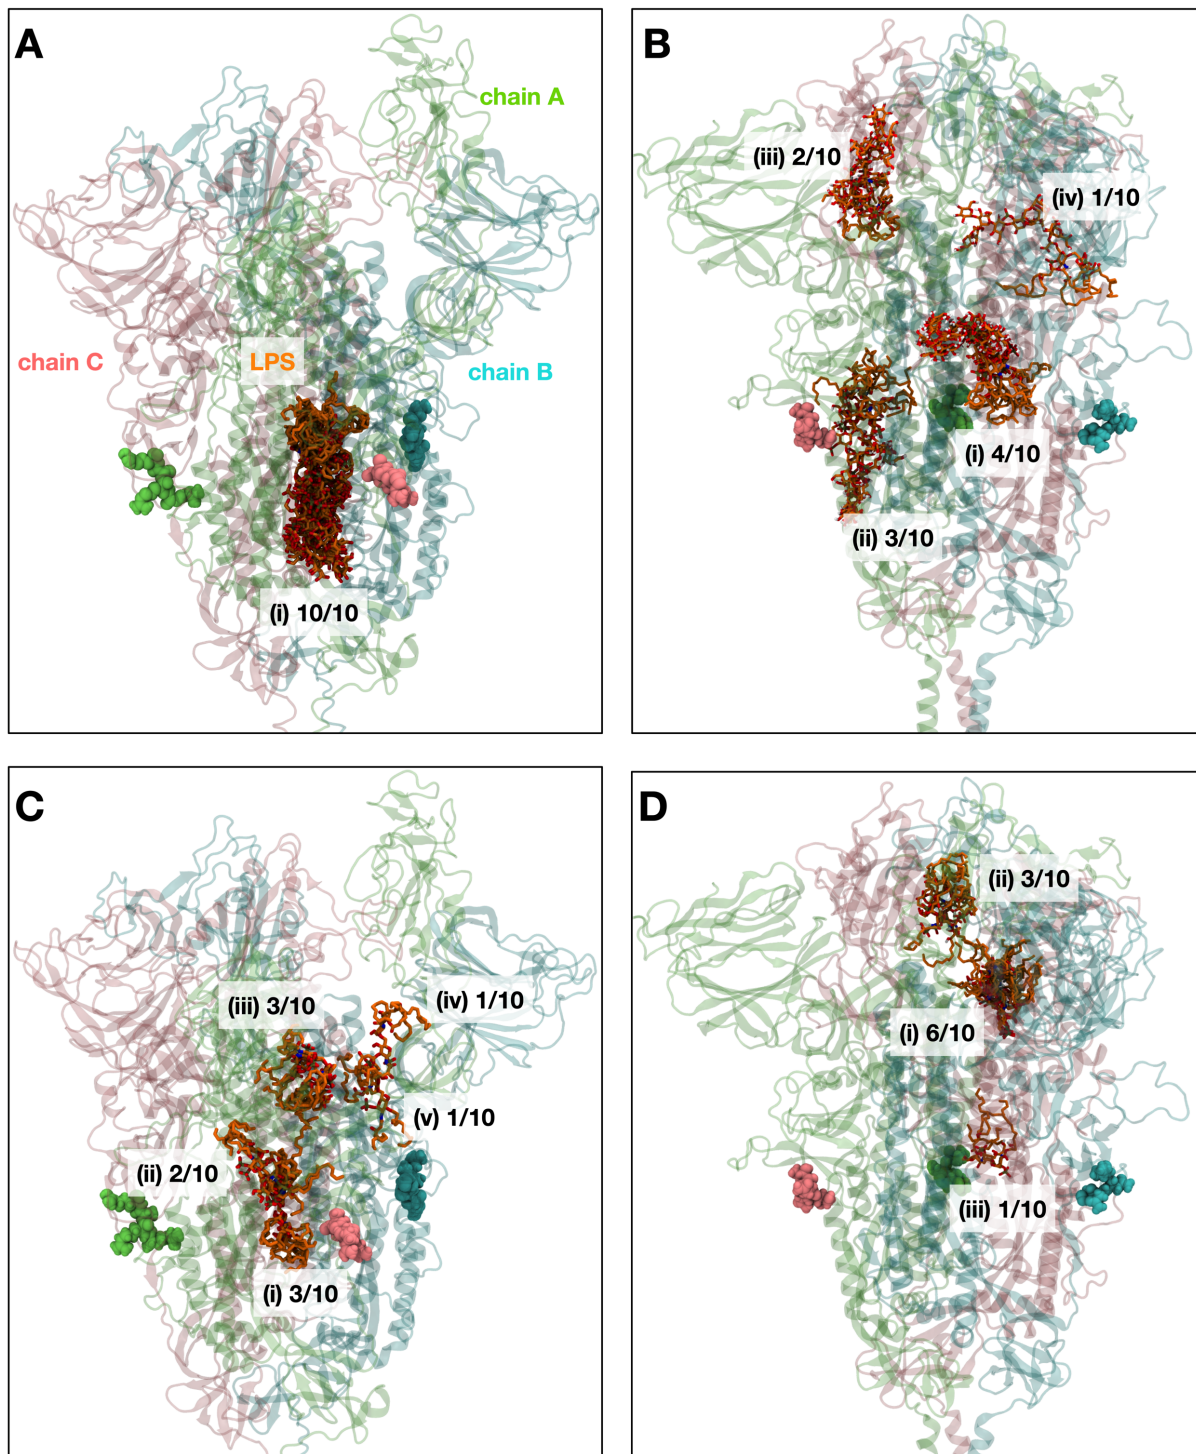 A
chain A
chain C
LPS
chain B
(i) 10/10
B
(iii) 2/10
(iv) 1/10
(i) 4/10
(ii) 3/10
C
(iii) 3/10
(iv) 1/10
(v) 1/10
(ii) 2/10
(i) 3/10
D
(ii) 3/10
(i) 6/10
(iii) 1/10